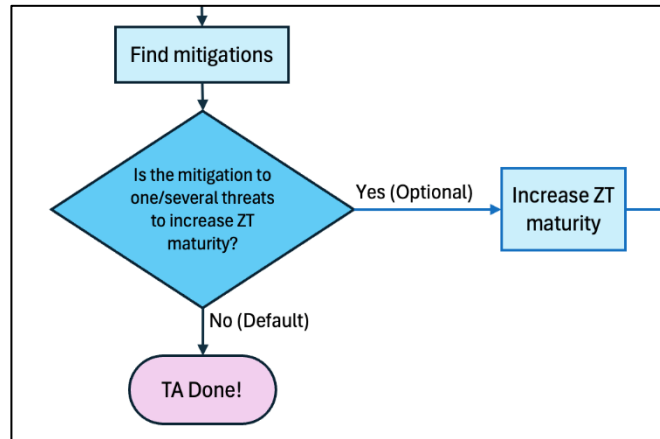 Find mitigations
Is the mitigation to
one/several threats
to increase ZT
maturity?
Yes (Optional)
Increase ZT
maturity
No (Default)
TA Done!